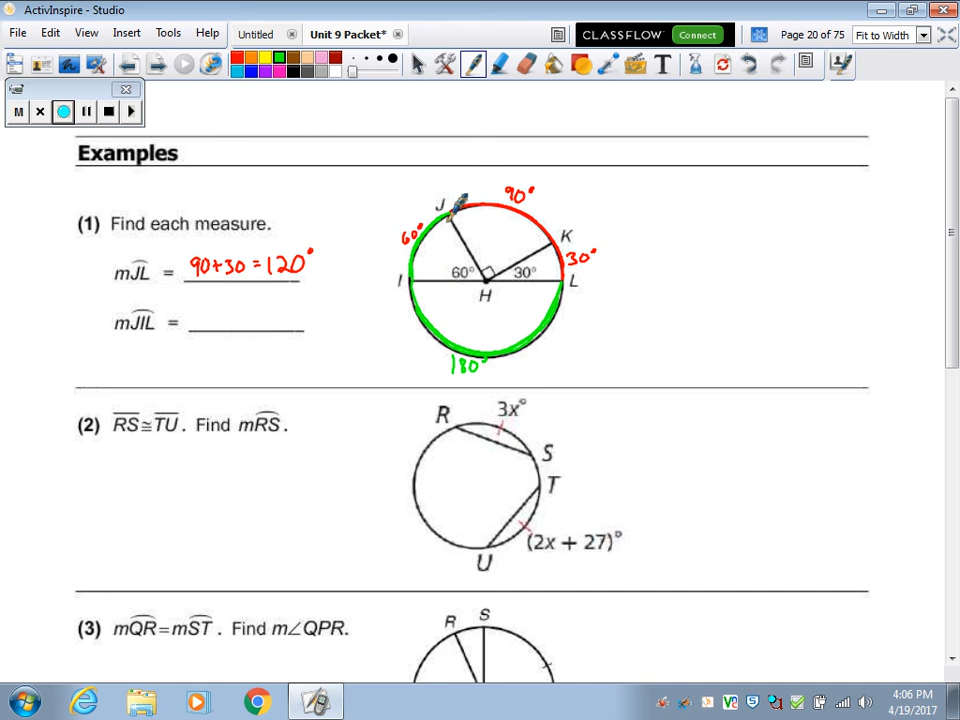 ActivInspire - Studio
File Edit View Insert Tools Help Untitled Unit 9 Packet* CLASSFLOW Connect Page 20 of 75 Fit to Width
M
Examples
(1) Find each measure.
mJL = 90+30=120°
mJIL =
J 90° K 60° 30° I 60° 30° L H 180°
(2) RS≅TU. Find mRS.
R 3x° S T (2x + 27)° U
(3) mQR=mST. Find m∠QPR.
R S
4:06 PM
4/19/2017